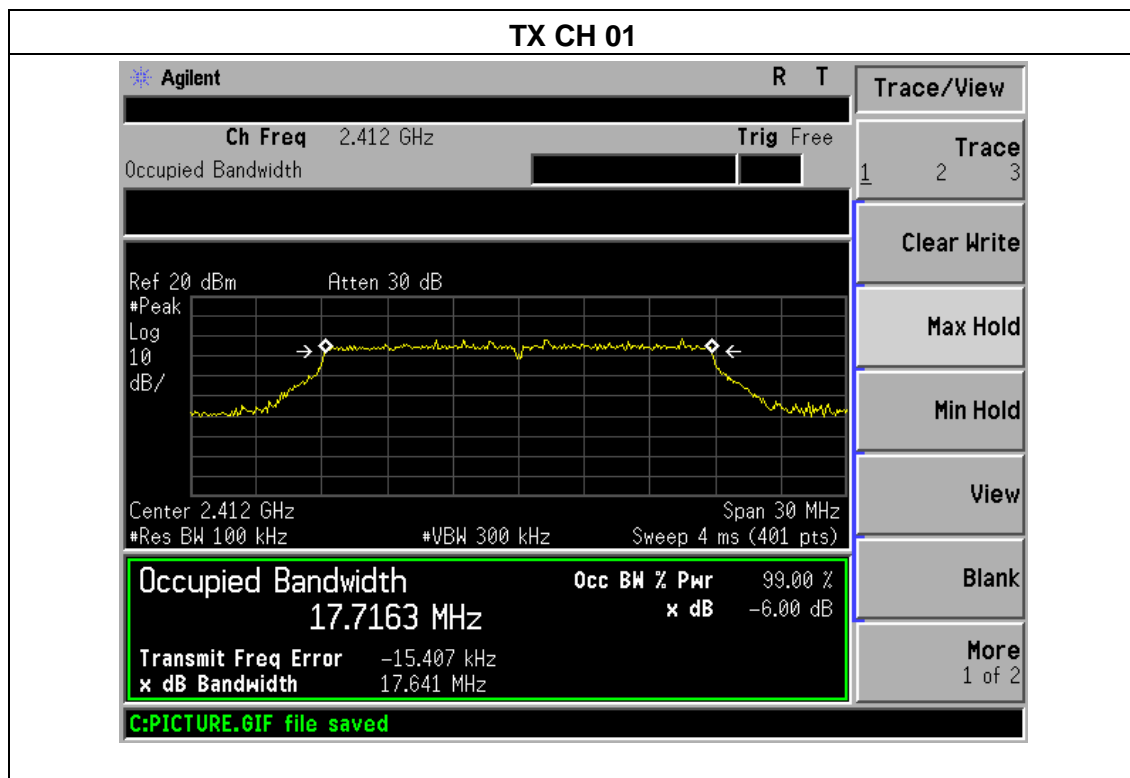 TX CH 01
Agilent R T
Trace/View
Ch Freq 2.412 GHz Trig Free
Occupied Bandwidth
Trace
1 2 3
Clear Write
Ref 20 dBm Atten 30 dB
#Peak
Log
10
dB/
Max Hold
Min Hold
View
Center 2.412 GHz Span 30 MHz
#Res BW 100 kHz #VBW 300 kHz Sweep 4 ms (401 pts)
Occupied Bandwidth Occ BW % Pwr 99.00 %
17.7163 MHz x dB -6.00 dB
Blank
Transmit Freq Error -15.407 kHz
x dB Bandwidth 17.641 MHz
More
1 of 2
C:PICTURE.GIF file saved